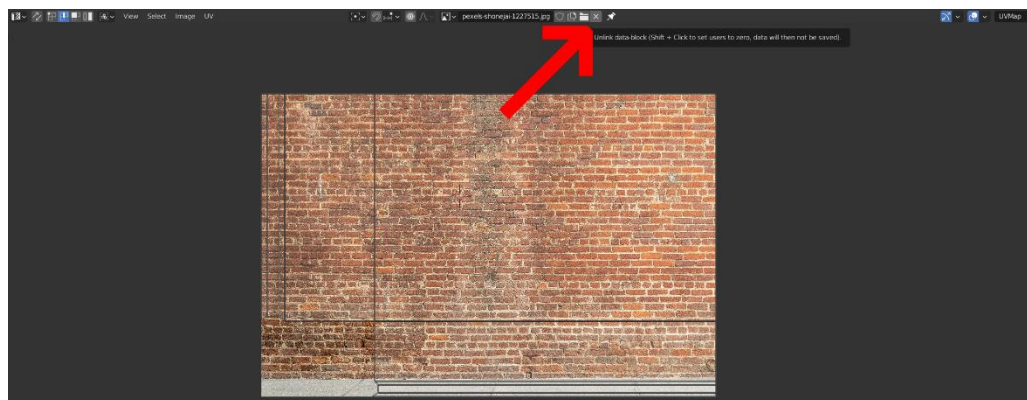 View Select Image UV pexels-shonejai-1227515.jpg UVMap
Unlink data-block (Shift + Click to set users to zero, data will then not be saved).